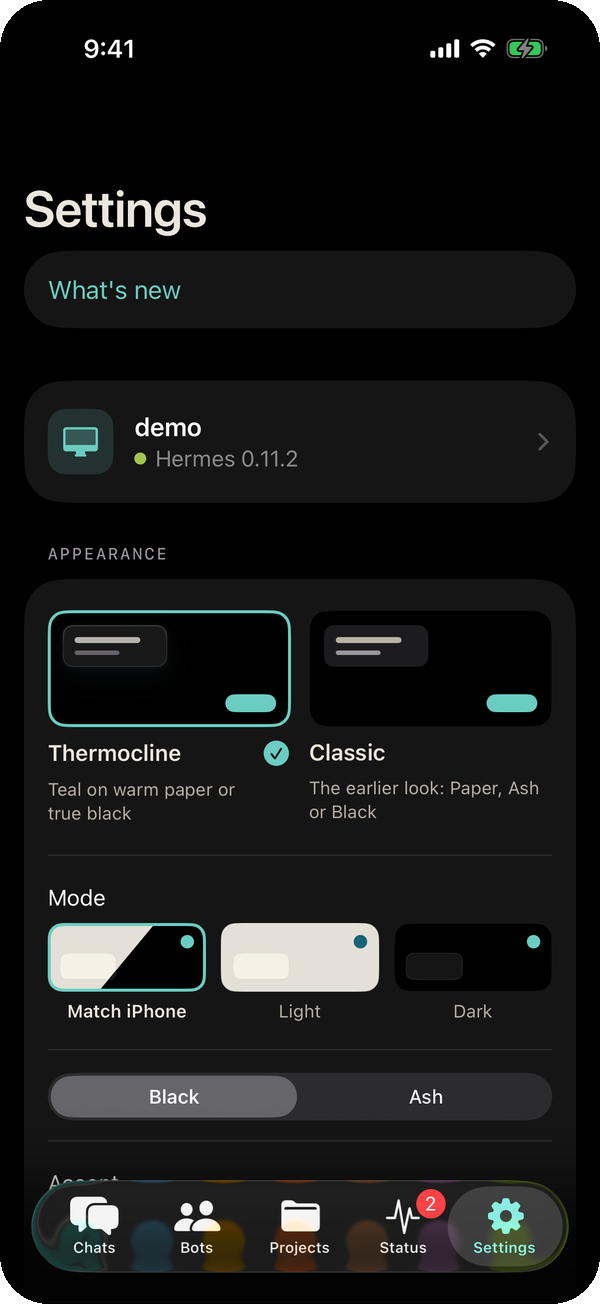 9:41
Settings
What's new
demo
Hermes 0.11.2
APPEARANCE
Thermocline
Classic
Teal on warm paper or
true black
The earlier look: Paper, Ash
or Black
Mode
Match iPhone
Light
Dark
Black
Ash
Accent
2
Chats
Bots
Projects
Status
Settings